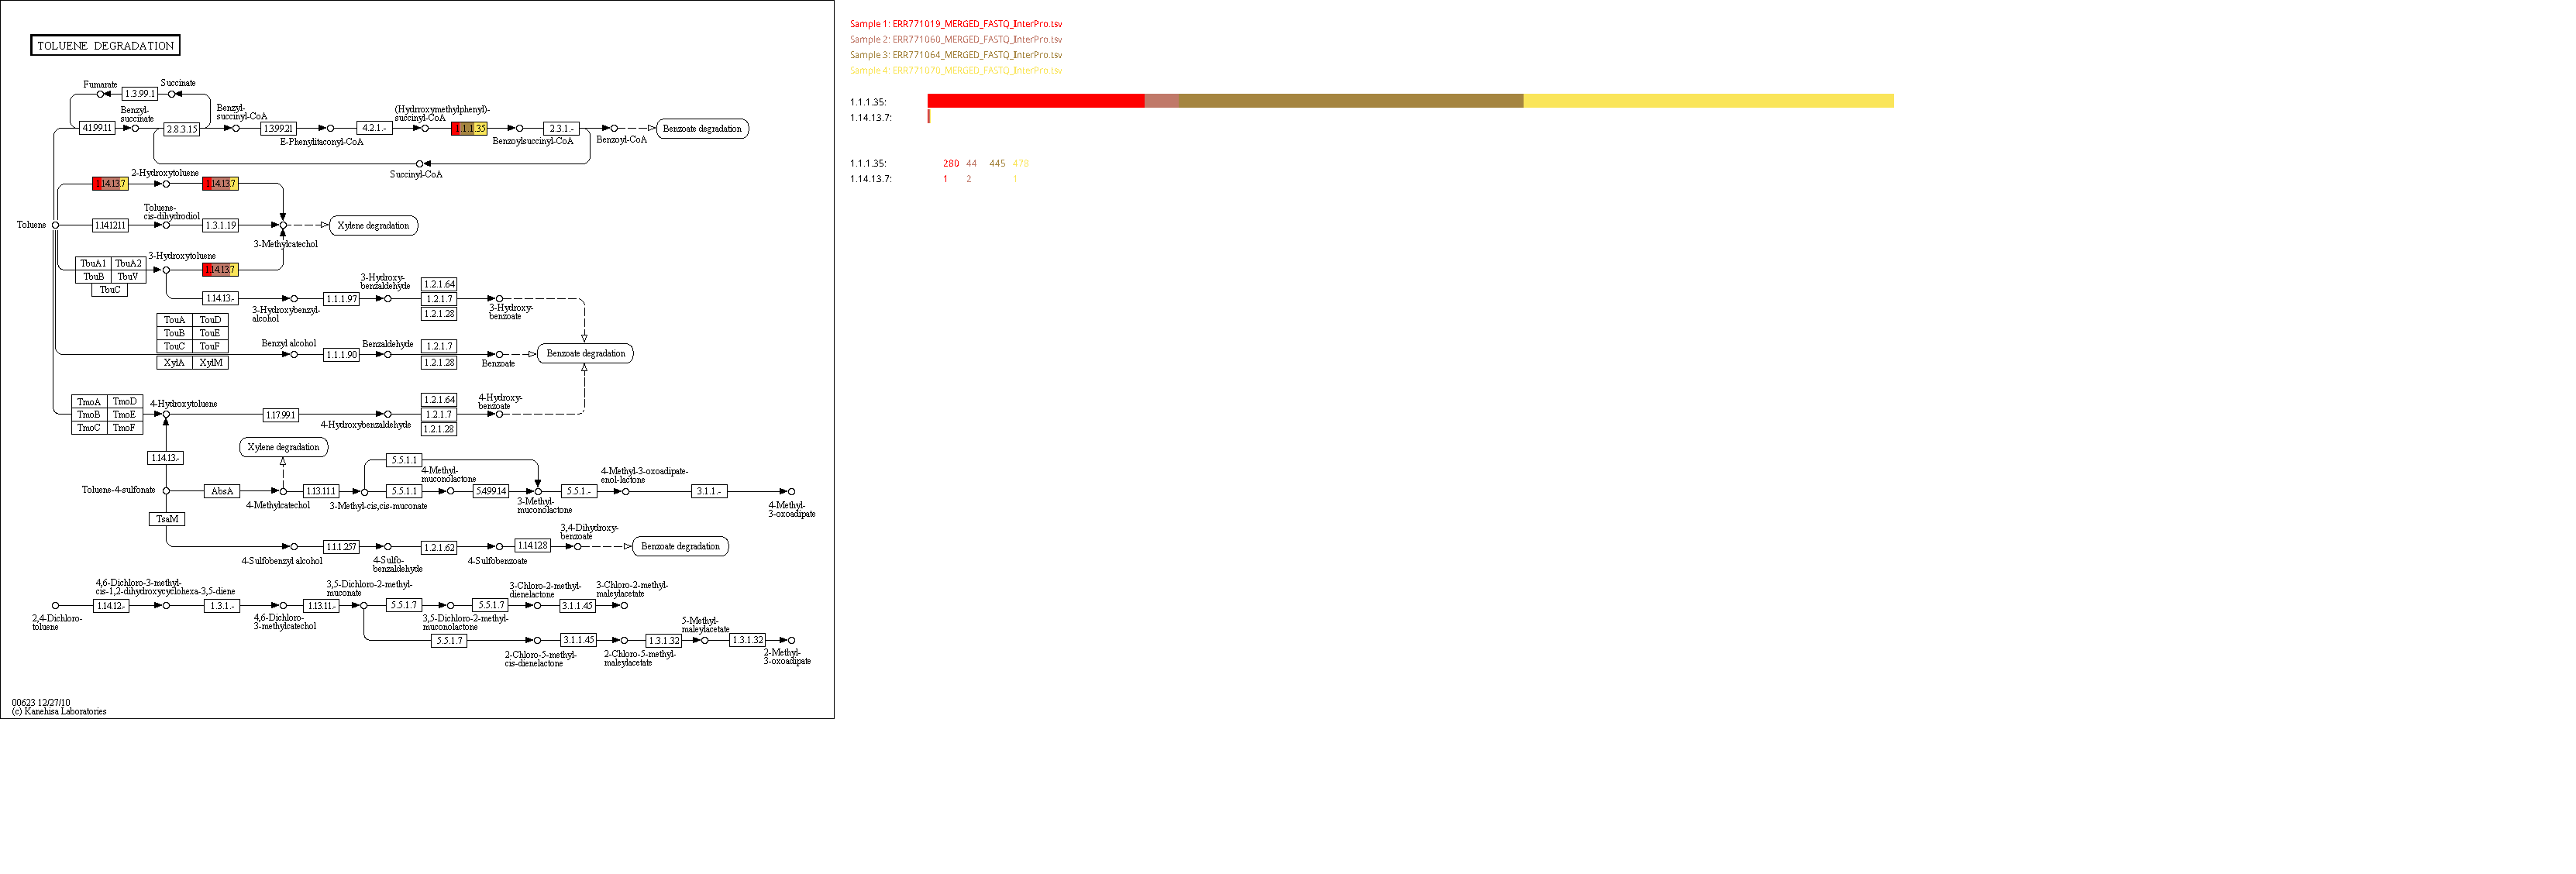 TOLUENE DEGRADATION
Fumarate
Succinate
1.3.99.1
Benzyl-
succinate
Benzyl-
succinyl-CoA
(Hydroxymethylphenyl)-
succinyl-CoA
4.1.99.11
2.8.3.15
1.3.99.21
4.2.1.-
1.1.1.35
2.3.1.-
Benzoate degradation
E-Phenylitaconyl-CoA
Benzoylsuccinyl-CoA
Benzoyl-CoA
Succinyl-CoA
2-Hydroxytoluene
1.14.13.7
1.14.13.7
Toluene-
cis-dihydrodiol
Toluene
1.14.12.11
1.3.1.19
Xylene degradation
3-Methylcatechol
3-Hydroxytoluene
TbuA1
TbuA2
TbuB
TbuV
TbuC
1.14.13.7
3-Hydroxy-
benzaldehyde
1.2.1.64
1.14.13.-
1.1.1.97
1.2.1.7
1.2.1.28
3-Hydroxybenzyl-
alcohol
3-Hydroxy-
benzoate
TouA
TouD
TouB
TouE
TouC
TouF
XylA
XylM
Benzyl alcohol
1.1.1.90
Benzaldehyde
1.2.1.7
1.2.1.28
Benzoate
Benzoate degradation
TmoA
TmoD
TmoB
TmoE
TmoC
TmoF
4-Hydroxytoluene
1.17.99.1
4-Hydroxybenzaldehyde
1.2.1.64
1.2.1.7
1.2.1.28
4-Hydroxy-
benzoate
Xylene degradation
1.14.13.-
5.5.1.1
4-Methyl-
muconolactone
4-Methyl-3-oxoadipate-
enol-lactone
Toluene-4-sulfonate
AbsA
1.13.11.1
5.5.1.1
5.4.99.14
5.5.1.-
3.1.1.-
4-Methylcatechol
3-Methyl-cis,cis-muconate
3-Methyl-
muconolactone
4-Methyl-
3-oxoadipate
TsaM
3,4-Dihydroxy-
benzoate
1.1.1.257
1.2.1.62
1.14.12.8
Benzoate degradation
4-Sulfobenzyl alcohol
4-Sulfo-
benzaldehyde
4-Sulfobenzoate
4,6-Dichloro-3-methyl-
cis-1,2-dihydroxycyclohexa-3,5-diene
3,5-Dichloro-2-methyl-
muconate
3-Chloro-2-methyl-
dienelactone
3-Chloro-2-methyl-
maleylacetate
1.14.12.-
1.3.1.-
1.13.11.-
5.5.1.7
5.5.1.7
3.1.1.45
2,4-Dichloro-
toluene
4,6-Dichloro-
3-methylcatechol
3,5-Dichloro-2-methyl-
muconolactone
5-Methyl-
maleylacetate
5.5.1.7
3.1.1.45
1.3.1.32
1.3.1.32
2-Chloro-5-methyl-
cis-dienelactone
2-Chloro-5-methyl-
maleylacetate
2-Methyl-
3-oxoadipate
00623 12/27/10
(c) Kanehisa Laboratories
Sample 1: ERR771019_MERGED_FASTQ_InterPro.tsv
Sample 2: ERR771060_MERGED_FASTQ_InterPro.tsv
Sample 3: ERR771064_MERGED_FASTQ_InterPro.tsv
Sample 4: ERR771070_MERGED_FASTQ_InterPro.tsv
1.1.1.35:
1.14.13.7:
1.1.1.35: 280 44 445 478
1.14.13.7: 1 2 1